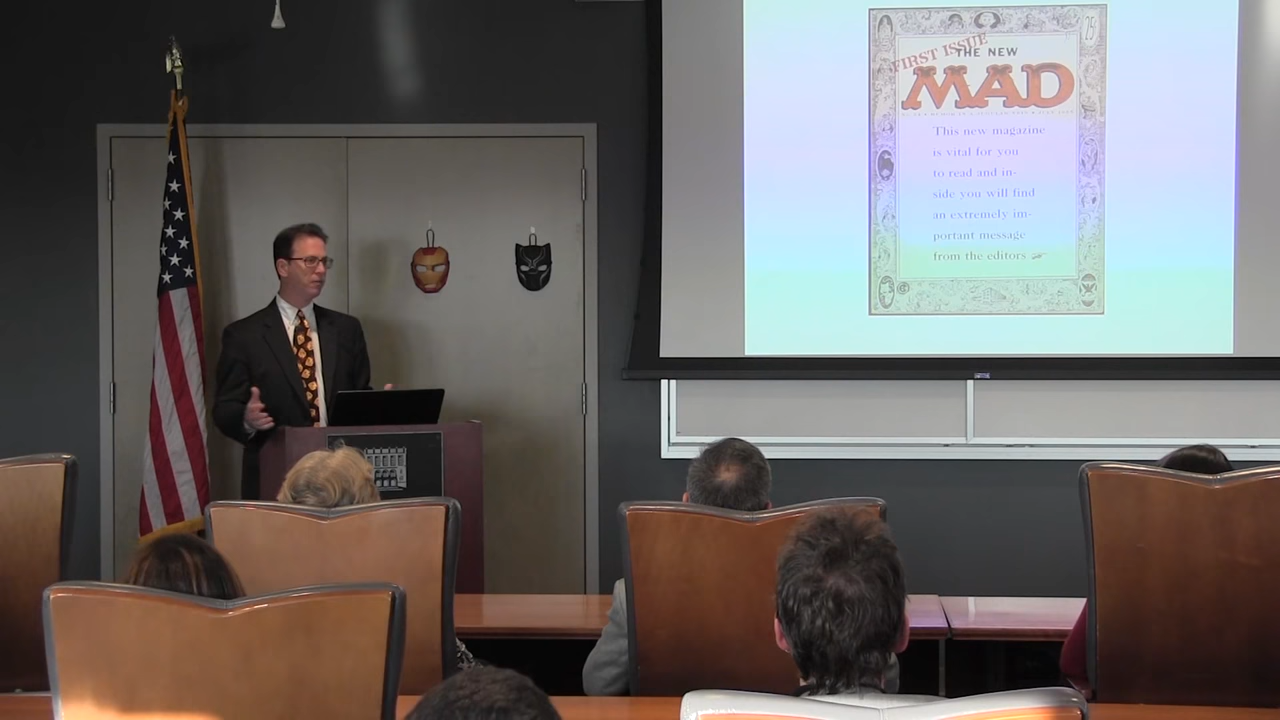 25¢
FIRST ISSUE
THE NEW
MAD
This new magazine
is vital for you
to read and in-
side you will find
an extremely im-
portant message
from the editors